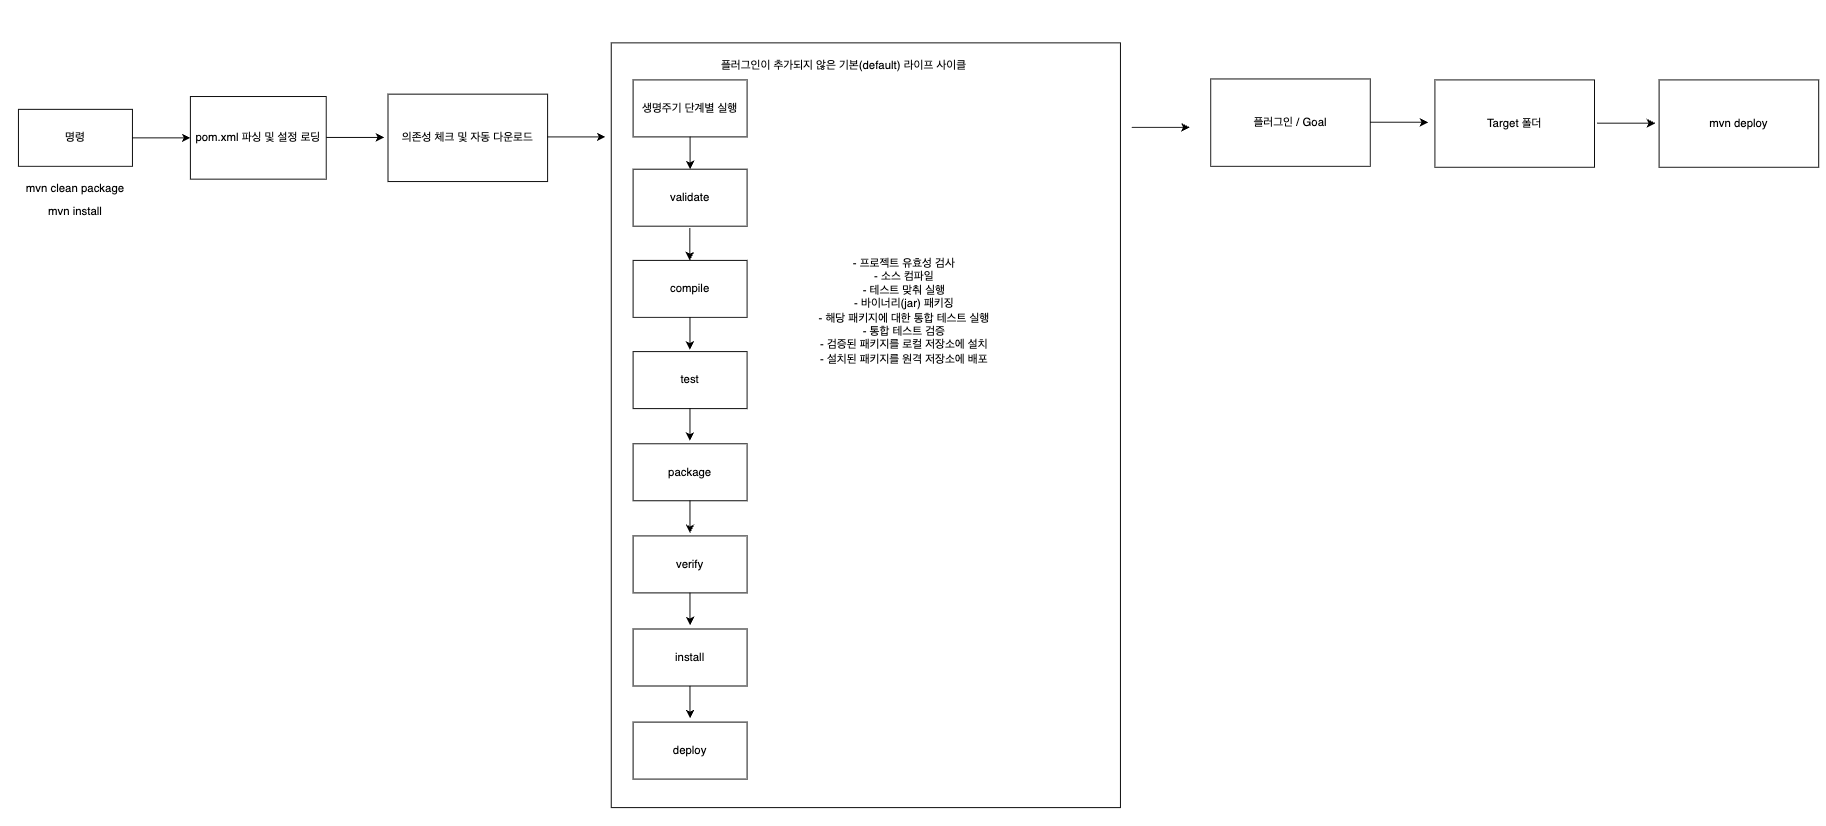 명령
mvn clean package
mvn install
pom.xml 파싱 및 설정 로딩
의존성 체크 및 자동 다운로드
플러그인이 추가되지 않은 기본(default) 라이프 사이클
생명주기 단계별 실행
validate
compile
test
package
verify
install
deploy
- 프로젝트 유효성 검사
- 소스 컴파일
- 테스트 맞춰 실행
- 바이너리(jar) 패키징
- 해당 패키지에 대한 통합 테스트 실행
- 통합 테스트 검증
- 검증된 패키지를 로컬 저장소에 설치
- 설치된 패키지를 원격 저장소에 배포
플러그인 / Goal
Target 폴더
mvn deploy